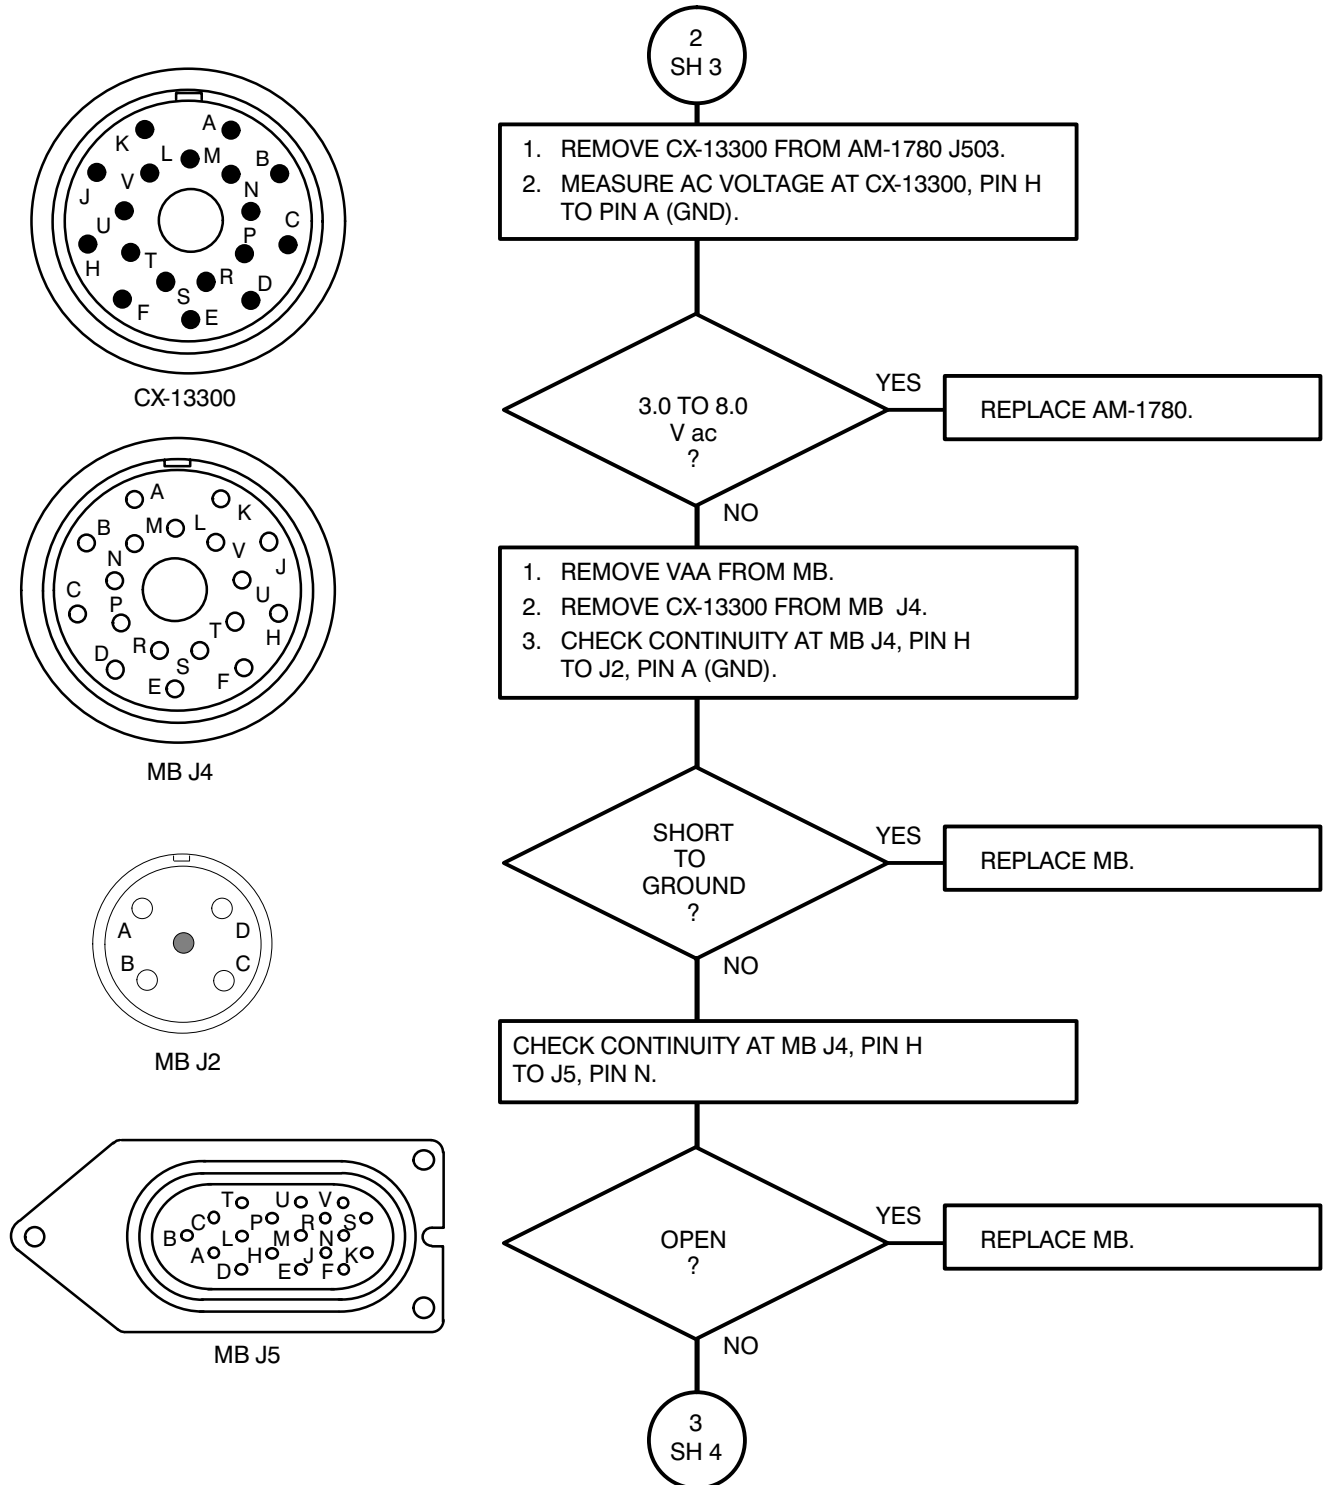 2
SH 3
1. REMOVE CX-13300 FROM AM-1780 J503.
2. MEASURE AC VOLTAGE AT CX-13300, PIN H
TO PIN A (GND).
K A
L M B
J V N
U C
P
H T R D
F S E
CX-13300
3.0 TO 8.0
V ac
?
YES
REPLACE AM-1780.
NO
A K
B M L
N V J
C U
P H
D R S T
E F
MB J4
1. REMOVE VAA FROM MB.
2. REMOVE CX-13300 FROM MB J4.
3. CHECK CONTINUITY AT MB J4, PIN H
TO J2, PIN A (GND).
SHORT
TO
GROUND
?
YES
REPLACE MB.
NO
A D
B C
MB J2
CHECK CONTINUITY AT MB J4, PIN H
TO J5, PIN N.
T U V
C P R S
B L M N
A H J K
D E F
MB J5
OPEN
?
YES
REPLACE MB.
NO
3
SH 4